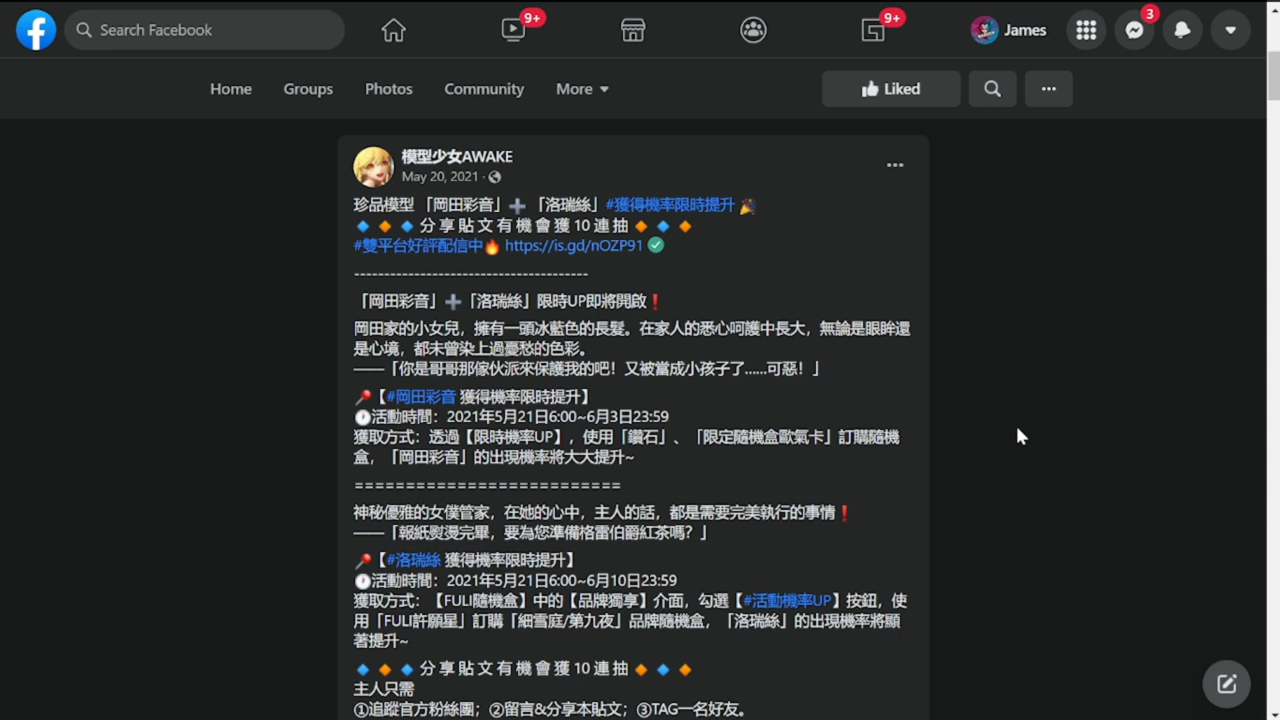 Search Facebook
9+
9+
James
3
Home
Groups
Photos
Community
More
Liked
模型少女AWAKE
May 20, 2021 ·
珍品模型 「岡田彩音」➕「洛瑞絲」#獲得機率限時提升 🎉
🔷🔶🔷分享貼文有機會獲10連抽🔶🔷🔶
#雙平台好評配信中🔥 https://is.gd/nOZP91 ✅
---------------------------------------
「岡田彩音」➕「洛瑞絲」限時UP即將開啟❗
岡田家的小女兒，擁有一頭冰藍色的長髮。在家人的悉心呵護中長大，無論是眼眸還
是心境，都未曾染上過憂愁的色彩。
——「你是哥哥那傢伙派來保護我的吧！又被當成小孩子了......可惡！」
📍【#岡田彩音 獲得機率限時提升】
🕐活動時間：2021年5月21日6:00~6月3日23:59
獲取方式：透過【限時機率UP】，使用「鑽石」、「限定隨機盒歐氣卡」訂購隨機
盒，「岡田彩音」的出現機率將大大提升~
==========================
神秘優雅的女僕管家，在她的心中，主人的話，都是需要完美執行的事情❗
——「報紙熨燙完畢，要為您準備格雷伯爵紅茶嗎？」
📍【#洛瑞絲 獲得機率限時提升】
🕐活動時間：2021年5月21日6:00~6月10日23:59
獲取方式：【FULI隨機盒】中的【品牌獨享】介面，勾選【#活動機率UP】按鈕，使
用「FULI許願星」訂購「細雪庭/第九夜」品牌隨機盒，「洛瑞絲」的出現機率將顯
著提升~
🔷🔶🔷分享貼文有機會獲10連抽🔶🔷🔶
主人只需
①追蹤官方粉絲團；②留言&分享本貼文；③TAG一名好友。